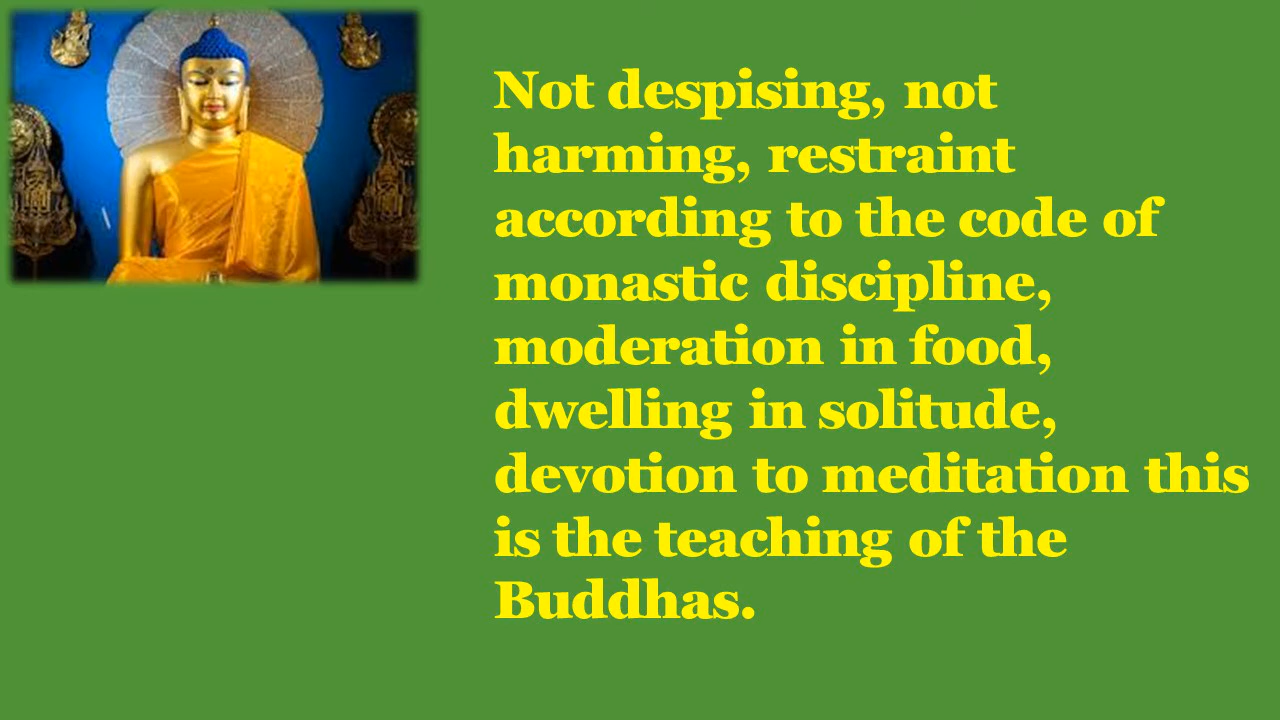 Not despising, not
harming, restraint
according to the code of
monastic discipline,
moderation in food,
dwelling in solitude,
devotion to meditation this
is the teaching of the
Buddhas.